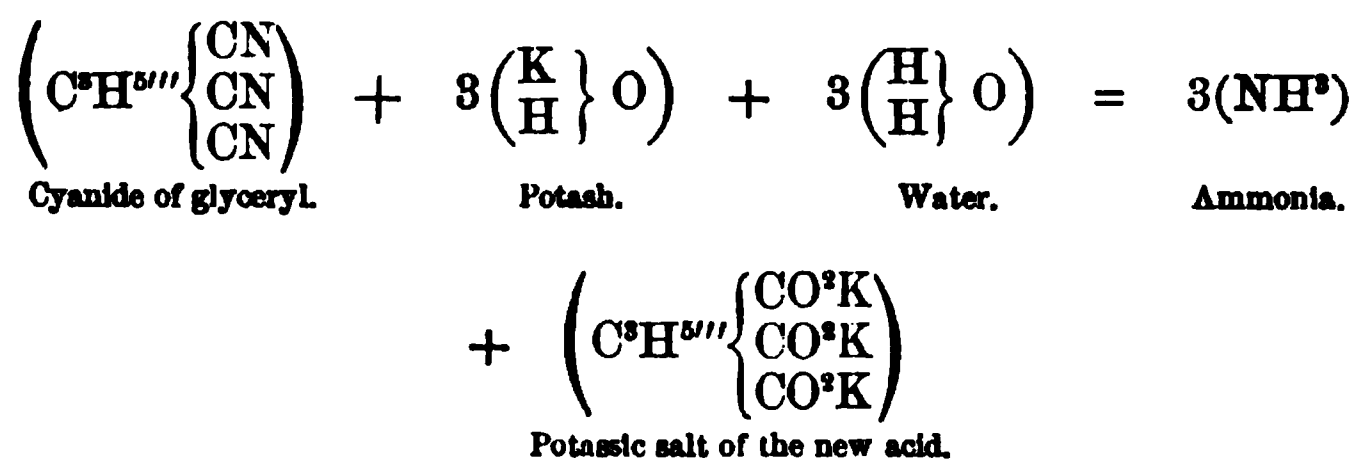 (C³H⁵‴{CN CN CN) + 3(K H} O) + 3(H H} O) = 3(NH³)
Cyanide of glyceryl. Potash. Water. Ammonia.
+ (C³H⁵‴{CO²K CO²K CO²K)
Potassic salt of the new acid.